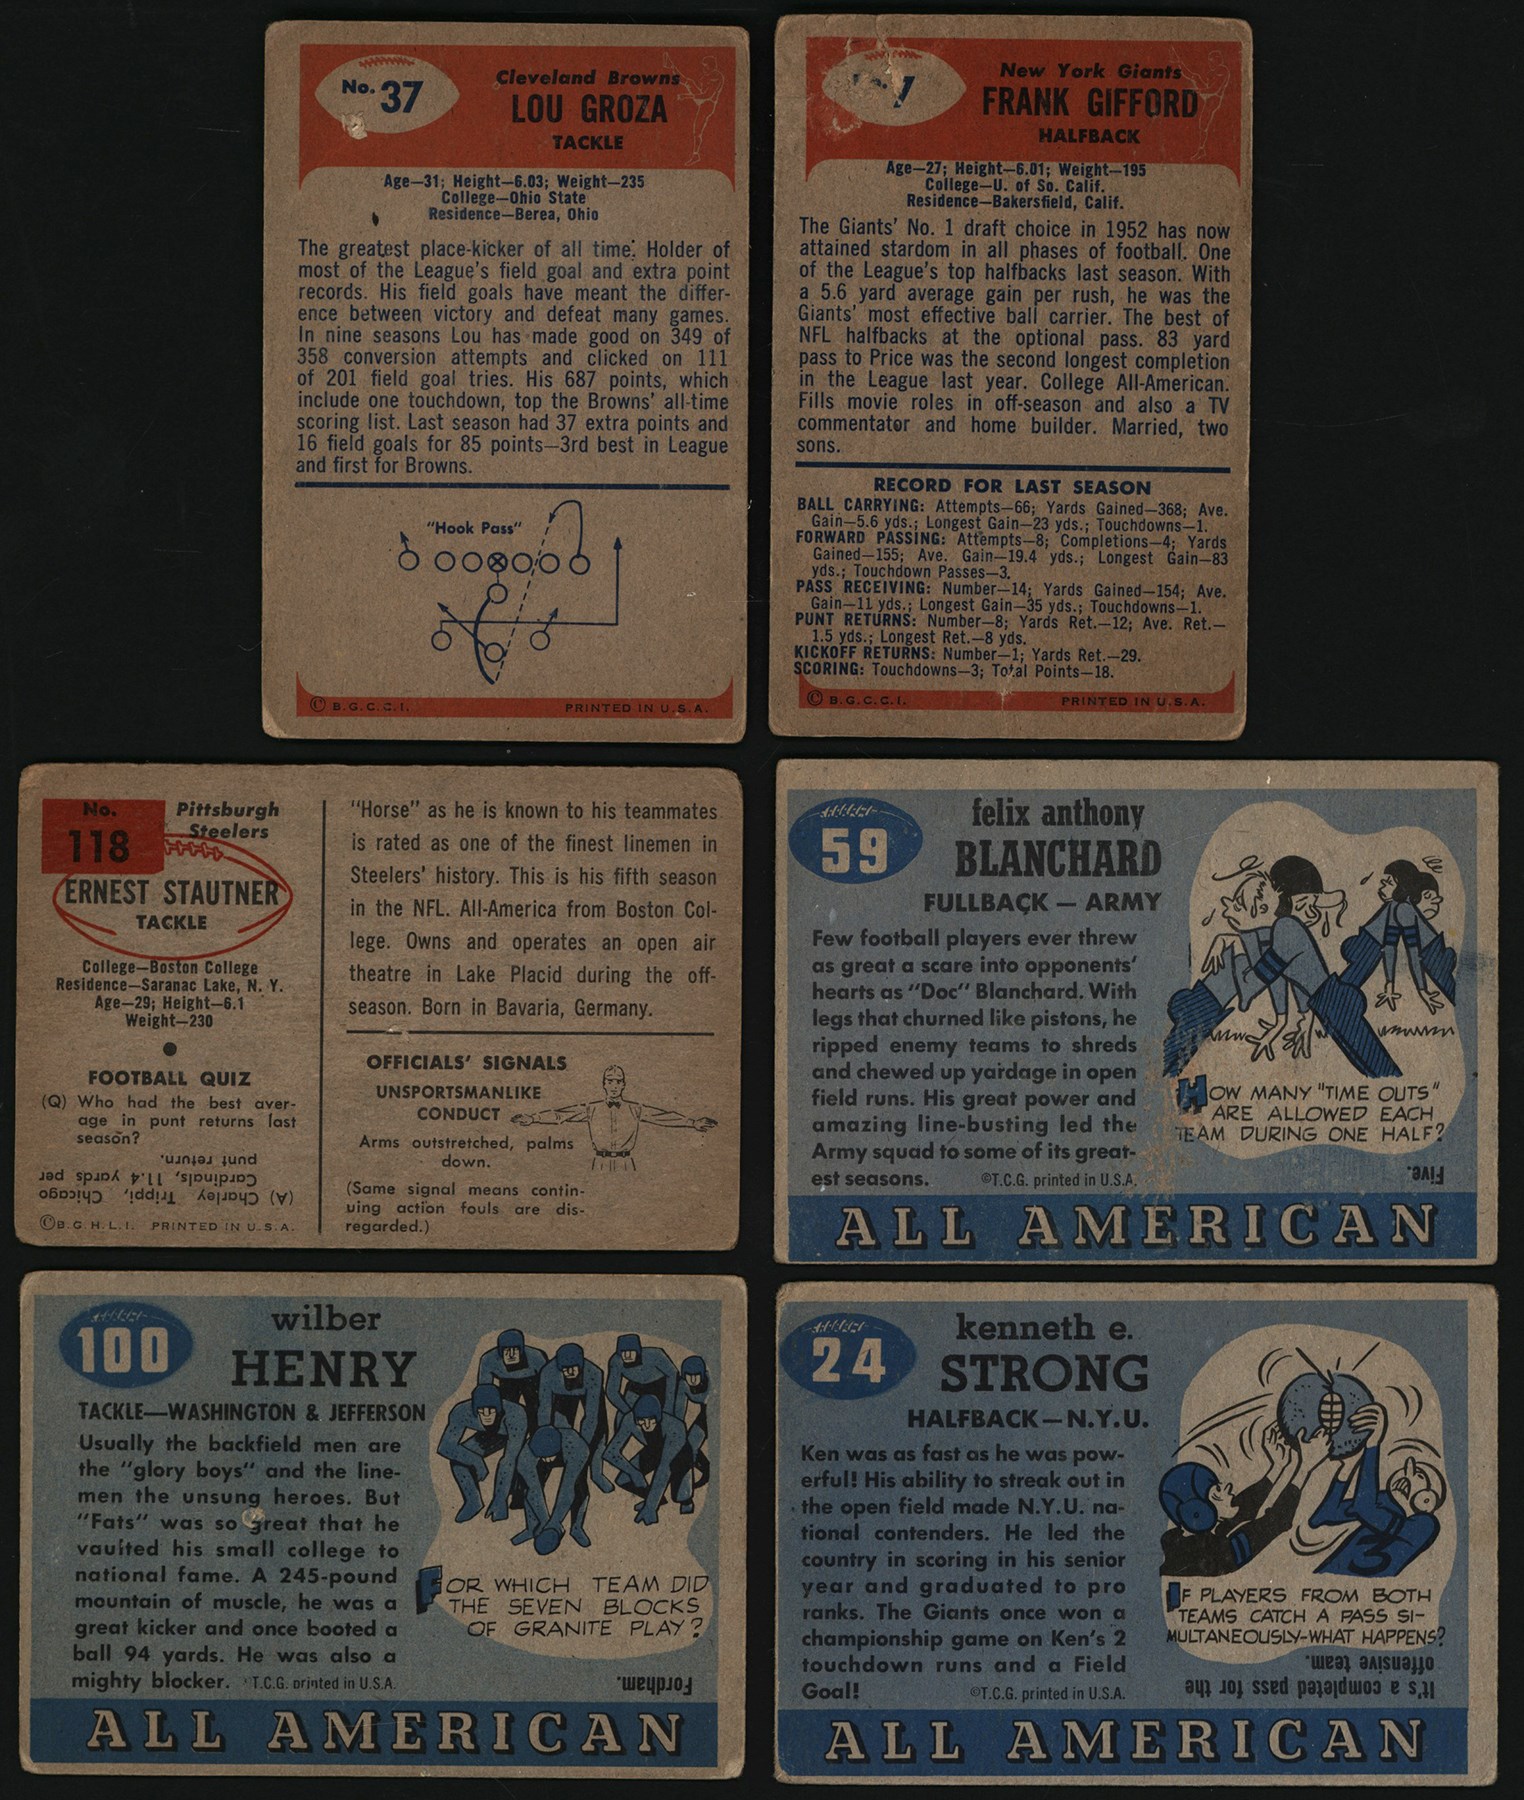 No. 37
Cleveland Browns
LOU GROZA
TACKLE
Age—31; Height—6.03; Weight—235
College—Ohio State
Residence—Berea, Ohio
The greatest place-kicker of all time. Holder of
most of the League's field goal and extra point
records. His field goals have meant the differ-
ence between victory and defeat many games.
In nine seasons Lou has made good on 349 of
358 conversion attempts and clicked on 111
of 201 field goal tries. His 687 points, which
include one touchdown, top the Browns' all-time
scoring list. Last season had 37 extra points and
16 field goals for 85 points—3rd best in League
and first for Browns.
"Hook Pass"
© B.G.C.C.I. PRINTED IN U.S.A.
New York Giants
FRANK GIFFORD
HALFBACK
Age—27; Height—6.01; Weight—195
College—U. of So. Calif.
Residence—Bakersfield, Calif.
The Giants' No. 1 draft choice in 1952 has now
attained stardom in all phases of football. One
of the League's top halfbacks last season. With
a 5.6 yard average gain per rush, he was the
Giants' most effective ball carrier. The best of
NFL halfbacks at the optional pass. 83 yard
pass to Price was the second longest completion
in the League last year. College All-American.
Fills movie roles in off-season and also a TV
commentator and home builder. Married, two
sons.
RECORD FOR LAST SEASON
BALL CARRYING: Attempts—66; Yards Gained—368; Ave.
Gain—5.6 yds.; Longest Gain—23 yds.; Touchdowns—1.
FORWARD PASSING: Attempts—8; Completions—4; Yards
Gained—155; Ave. Gain—19.4 yds.; Longest Gain—83
yds.; Touchdown Passes—3.
PASS RECEIVING: Number—14; Yards Gained—154; Ave.
Gain—11 yds.; Longest Gain—35 yds.; Touchdowns—1.
PUNT RETURNS: Number—8; Yards Ret.—12; Ave. Ret.—
1.5 yds.; Longest Ret.—8 yds.
KICKOFF RETURNS: Number—1; Yards Ret.—29.
SCORING: Touchdowns—3; Total Points—18.
© B.G.C.C.I. PRINTED IN U.S.A.
No.
118
Pittsburgh
Steelers
ERNEST STAUTNER
TACKLE
College—Boston College
Residence—Saranac Lake, N. Y.
Age—29; Height—6.1
Weight—230
FOOTBALL QUIZ
(Q) Who had the best aver-
age in punt returns last
season?
(A) Charley Trippi, Chicago
Cardinals, 11.4 yards per
punt return.
©B.G.H.L.I. PRINTED IN U.S.A.
"Horse" as he is known to his teammates
is rated as one of the finest linemen in
Steelers' history. This is his fifth season
in the NFL. All-America from Boston Col-
lege. Owns and operates an open air
theatre in Lake Placid during the off-
season. Born in Bavaria, Germany.
OFFICIALS' SIGNALS
UNSPORTSMANLIKE
CONDUCT
Arms outstretched, palms
down.
(Same signal means contin-
uing action fouls are dis-
regarded.)
59
felix anthony
BLANCHARD
FULLBACK — ARMY
Few football players ever threw
as great a scare into opponents'
hearts as "Doc" Blanchard. With
legs that churned like pistons, he
ripped enemy teams to shreds
and chewed up yardage in open
field runs. His great power and
amazing line-busting led the
Army squad to some of its great-
est seasons. ©T.C.G. printed in U.S.A.
HOW MANY "TIME OUTS"
ARE ALLOWED EACH
TEAM DURING ONE HALF?
Five.
ALL AMERICAN
100
wilber
HENRY
TACKLE—WASHINGTON & JEFFERSON
Usually the backfield men are
the "glory boys" and the line-
men the unsung heroes. But
"Fats" was so great that he
vaulted his small college to
national fame. A 245-pound
mountain of muscle, he was a
great kicker and once booted a
ball 94 yards. He was also a
mighty blocker. T.C.G. printed in U.S.A.
FOR WHICH TEAM DID
THE SEVEN BLOCKS
OF GRANITE PLAY?
Fordham.
ALL AMERICAN
24
kenneth e.
STRONG
HALFBACK — N.Y.U.
Ken was as fast as he was pow-
erful! His ability to streak out in
the open field made N.Y.U. na-
tional contenders. He led the
country in scoring in his senior
year and graduated to pro
ranks. The Giants once won a
championship game on Ken's 2
touchdown runs and a Field
Goal! ©T.C.G. printed in U.S.A.
3
IF PLAYERS FROM BOTH
TEAMS CATCH A PASS SI-
MULTANEOUSLY-WHAT HAPPENS?
It's a completed pass for the
offensive team.
ALL AMERICAN